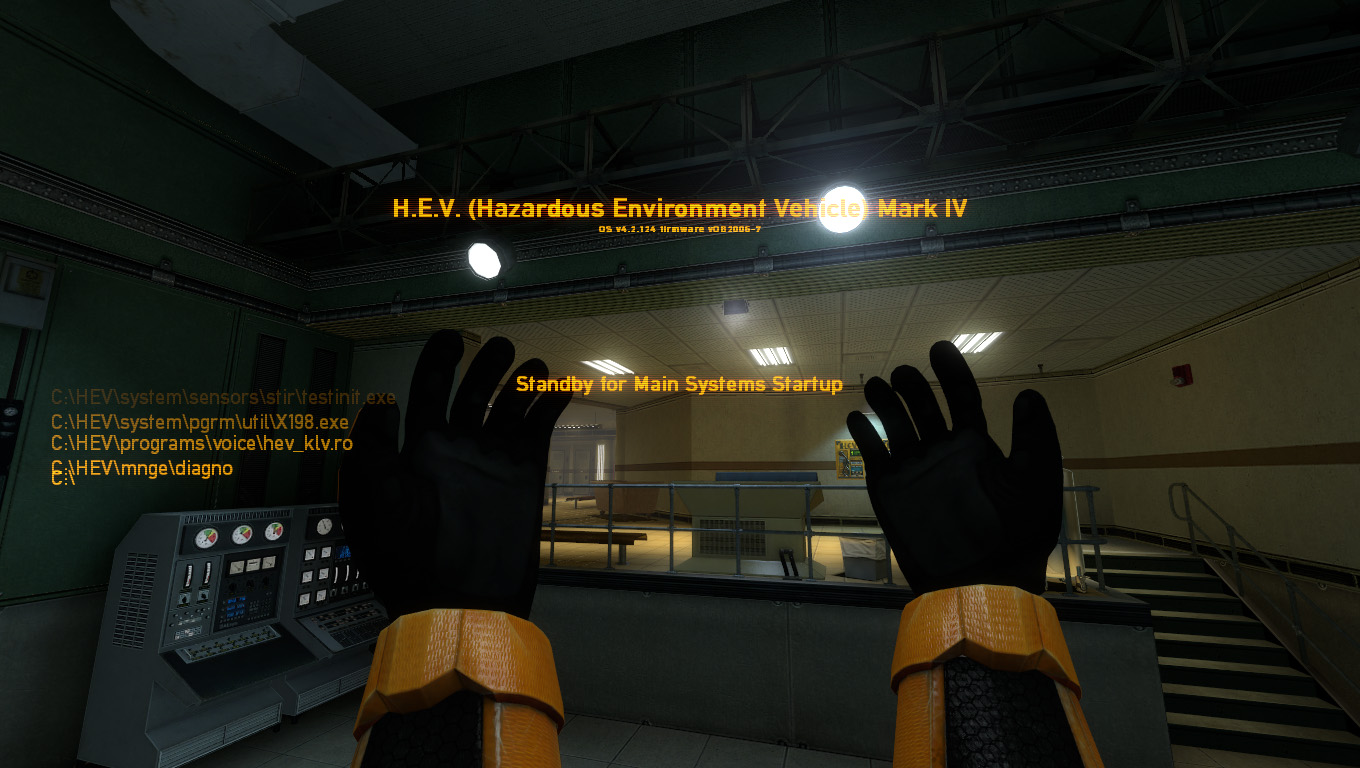 H.E.V. (Hazardous Environment Vehicle) Mark IV
OS v4.2.124 firmware v082006-7
Standby for Main Systems Startup
C:\HEV\system\sensors\stir\testinit.exe
C:\HEV\system\pgrm\util\X198.exe
C:\HEV\programs\voice\hev_klv.ro
C:\HEV\mnge\diagno
C:\